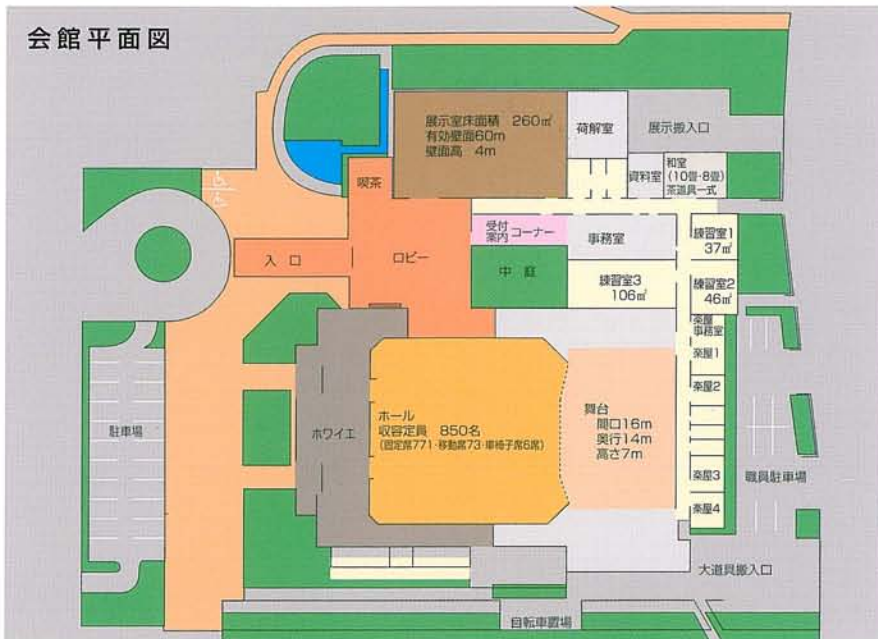 会館平面図
展示室床面積 260㎡
有効壁面60m
壁面高 4m
荷解室
展示搬入口
資料室
和室
(10畳・8畳)
茶道具一式
喫茶
受付
案内 コーナー
事務室
練習室1
37㎡
入 口
ロビー
中 庭
練習室3
106㎡
練習室2
46㎡
楽屋
事務室
楽屋1
楽屋2
駐車場
ホワイエ
ホール
収容定員 850名
(固定席771・移動席73・車椅子席6席)
舞台
間口16m
奥行14m
高さ7m
楽屋3
楽屋4
職員駐車場
大道具搬入口
自転車置場